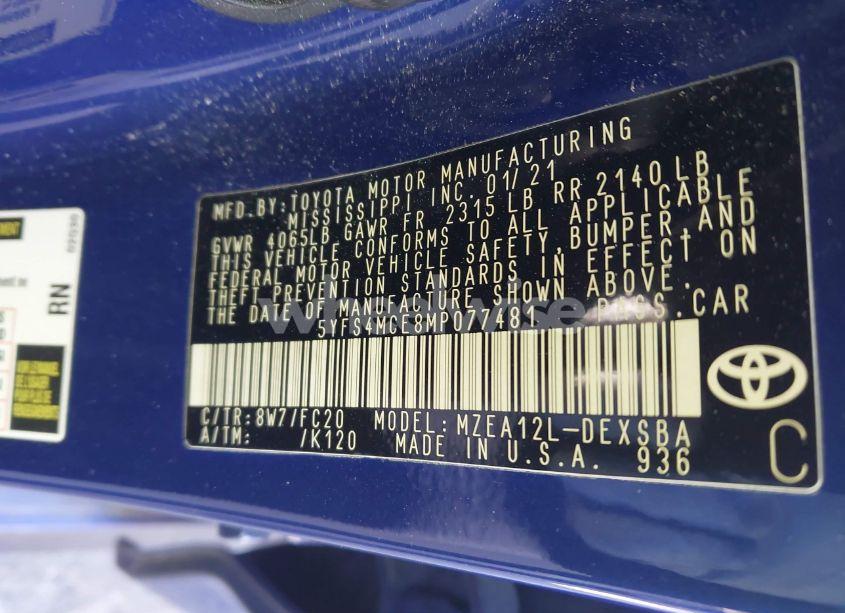 MFD.BY:TOYOTA MOTOR MANUFACTURING
MISSISSIPPI INC. 01/21
GVWR 4065LB GAWR FR 2315 LB RR 2140 LB
THIS VEHICLE CONFORMS TO ALL APPLICABLE
FEDERAL MOTOR VEHICLE SAFETY, BUMPER, AND
THEFT PREVENTION STANDARDS IN EFFECT ON
THE DATE OF MANUFACTURE SHOWN ABOVE.
5YFS4MCE8MP077481 PASS.CAR
C/TR:8W7/FC20 MODEL:MZEA12L-DEXSBA
A/TM: /K120 MADE IN U.S.A. 936
C
RN